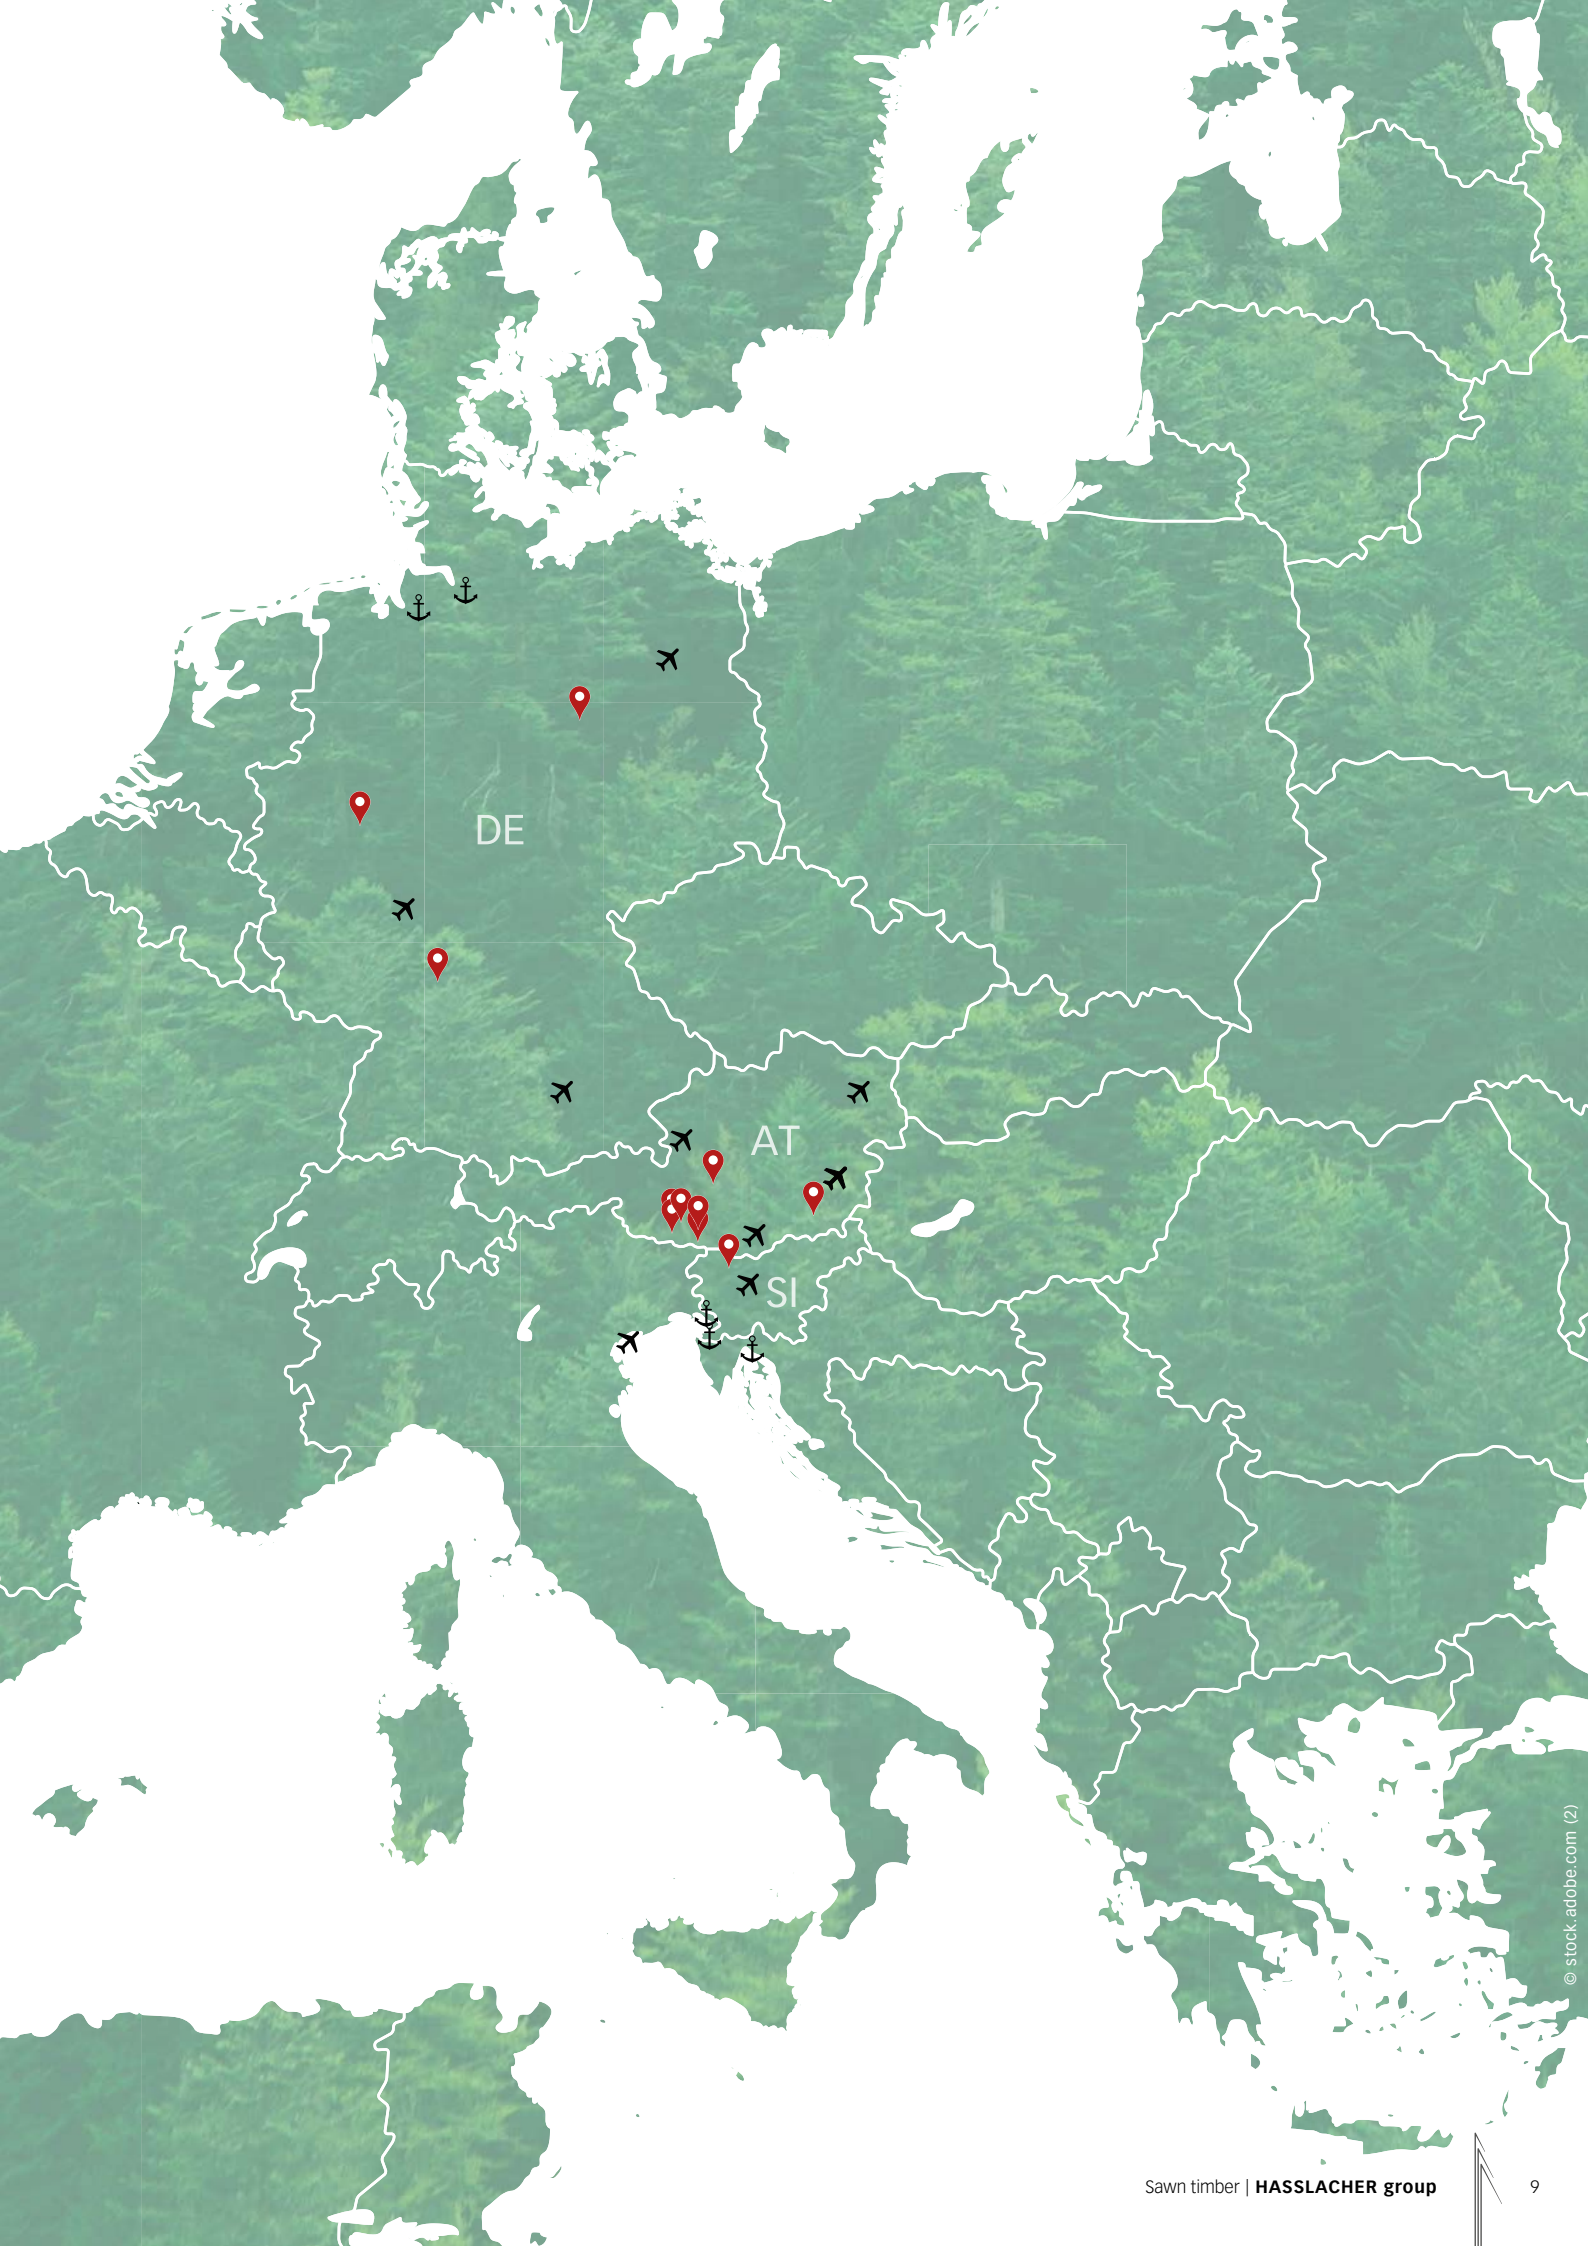 DE
AT
SI
© stock.adobe.com (2)
Sawn timber | HASSLACHER group
9